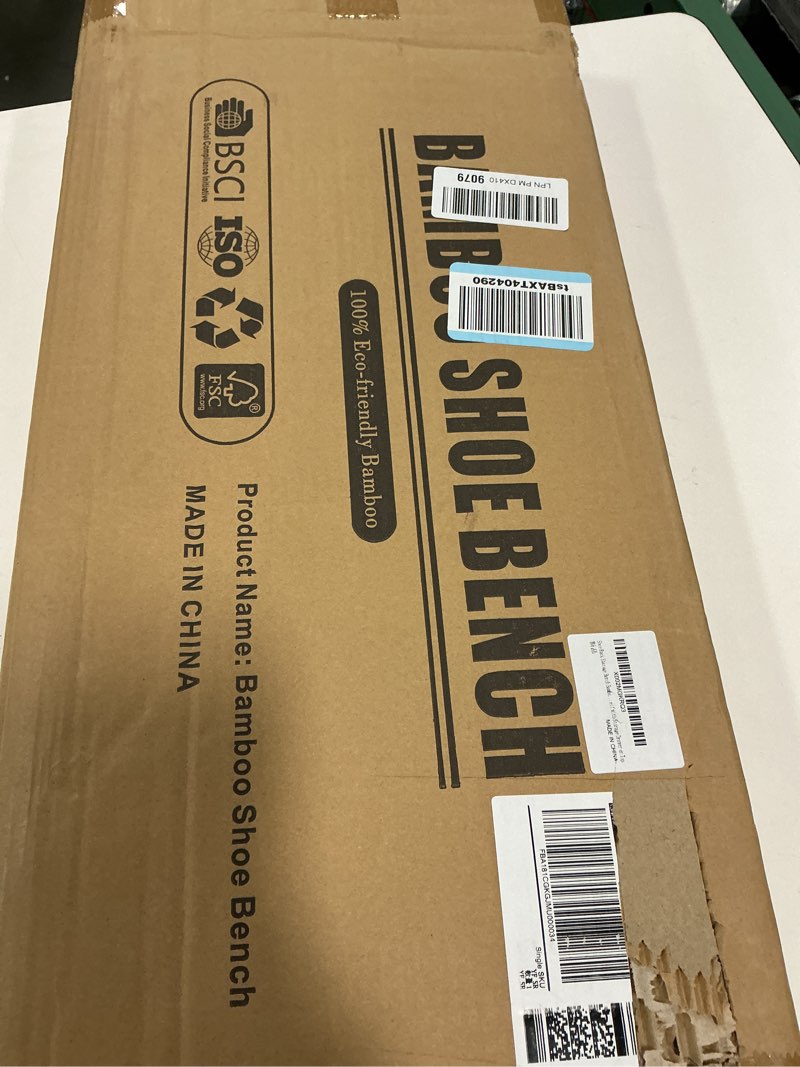 BAMBOO SHOE BENCH
LPN PM DX410 9079
tsBAXT404290
100% Eco-friendly Bamboo
BSCI
Business Social Compliance Initiative
ISO
FSC
®
www.fsc.org
Product Name: Bamboo Shoe Bench
MADE IN CHINA
MADE IN CHINA
FBA181CGKGJMU000034
Single SKU